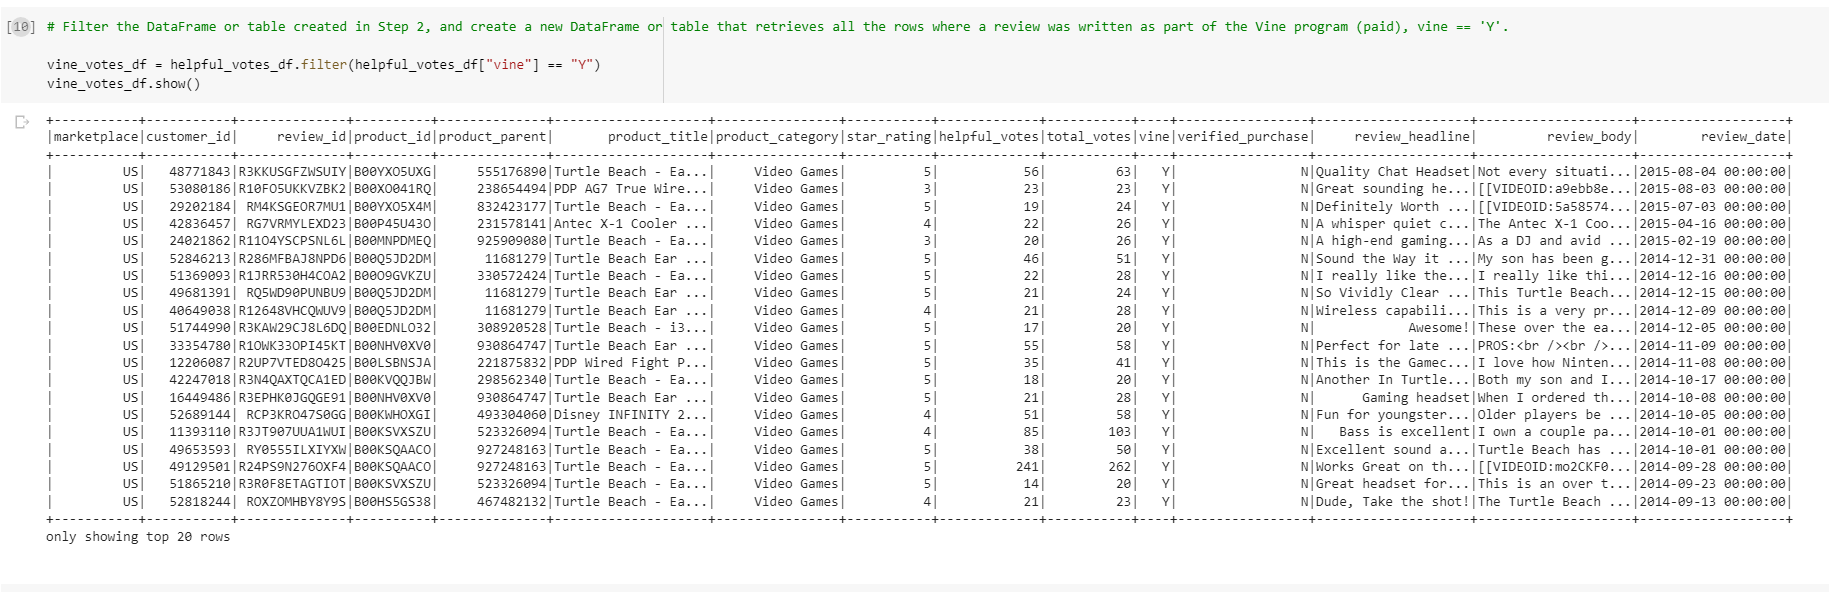 [10] # Filter the DataFrame or table created in Step 2, and create a new DataFrame or table that retrieves all the rows where a review was written as part of the Vine program (paid), vine == 'Y'.
vine_votes_df = helpful_votes_df.filter(helpful_votes_df["vine"] == "Y")
vine_votes_df.show()
+-----------+-----------+--------------+----------+--------------+--------------------+----------------+-----------+-------------+-----------+----+-----------------+--------------------+--------------------+-------------------+
|marketplace|customer_id|     review_id|product_id|product_parent|       product_title|product_category|star_rating|helpful_votes|total_votes|vine|verified_purchase|     review_headline|         review_body|        review_date|
+-----------+-----------+--------------+----------+--------------+--------------------+----------------+-----------+-------------+-----------+----+-----------------+--------------------+--------------------+-------------------+
|         US|   48771843|R3KKUSGFZWSUIY|B00YXO5UXG|     555176890|Turtle Beach - Ea...|     Video Games|          5|           56|         63|   Y|                N|Quality Chat Headset|Not every situati...|2015-08-04 00:00:00|
|         US|   53080186|R10FO5UKKVZBK2|B00XO041RQ|     238654494|PDP AG7 True Wire...|     Video Games|          3|           23|         23|   Y|                N|Great sounding he...|[[VIDEOID:a9ebb8e...|2015-08-03 00:00:00|
|         US|   29202184| RM4KSGEOR7MU1|B00YXO5X4M|     832423177|Turtle Beach - Ea...|     Video Games|          5|           19|         24|   Y|                N|Definitely Worth ...|[[VIDEOID:5a58574...|2015-07-03 00:00:00|
|         US|   42836457| RG7VRMYLEXD23|B00P45U43O|     231578141|Antec X-1 Cooler ...|     Video Games|          4|           22|         26|   Y|                N|A whisper quiet c...|The Antec X-1 Coo...|2015-04-16 00:00:00|
|         US|   24021862|R11O4YSCPSNL6L|B00MNPDMEQ|     925909080|Turtle Beach - Ea...|     Video Games|          3|           20|         26|   Y|                N|A high-end gaming...|As a DJ and avid ...|2015-02-19 00:00:00|
|         US|   52846213|R286MFBAJ8NPD6|B00Q5JD2DM|      11681279|Turtle Beach Ear ...|     Video Games|          5|           46|         51|   Y|                N|Sound the Way it ...|My son has been g...|2014-12-31 00:00:00|
|         US|   51369093|R1JRR530H4COA2|B00O9GVKZU|     330572424|Turtle Beach - Ea...|     Video Games|          5|           22|         28|   Y|                N|I really like the...|I really like thi...|2014-12-16 00:00:00|
|         US|   49681391| RQ5WD90PUNBU9|B00Q5JD2DM|      11681279|Turtle Beach Ear ...|     Video Games|          5|           21|         24|   Y|                N|So Vividly Clear ...|This Turtle Beach...|2014-12-15 00:00:00|
|         US|   40649038|R12648VHCQWUV9|B00Q5JD2DM|      11681279|Turtle Beach Ear ...|     Video Games|          4|           21|         28|   Y|                N|Wireless capabili...|This is a very pr...|2014-12-09 00:00:00|
|         US|   51744990|R3KAW29CJ8L6DQ|B00EDNLO32|     308920528|Turtle Beach - i3...|     Video Games|          5|           17|         20|   Y|                N|            Awesome!|These over the ea...|2014-12-05 00:00:00|
|         US|   33354780|R1OWK33OPI45KT|B00NHV0XV0|     930864747|Turtle Beach Ear ...|     Video Games|          5|           55|         58|   Y|                N|Perfect for late ...|PROS:<br /><br />...|2014-11-09 00:00:00|
|         US|   12206087|R2UP7VTED8O425|B00LSBNSJA|     221875832|PDP Wired Fight P...|     Video Games|          5|           35|         41|   Y|                N|This is the Gamec...|I love how Ninten...|2014-11-08 00:00:00|
|         US|   42247018|R3N4QAXTQCA1ED|B00KVQQJBW|     298562340|Turtle Beach - Ea...|     Video Games|          5|           18|         20|   Y|                N|Another In Turtle...|Both my son and I...|2014-10-17 00:00:00|
|         US|   16449486|R3EPHK0JGQGE91|B00NHV0XV0|     930864747|Turtle Beach Ear ...|     Video Games|          5|           21|         28|   Y|                N|      Gaming headset|When I ordered th...|2014-10-08 00:00:00|
|         US|   52689144| RCP3KRO47S0GG|B00KWHOXGI|     493304060|Disney INFINITY 2...|     Video Games|          4|           51|         58|   Y|                N|Fun for youngster...|Older players be ...|2014-10-05 00:00:00|
|         US|   11393110|R3JT907UUA1WUI|B00KSVXSZU|     523326094|Turtle Beach - Ea...|     Video Games|          4|           85|        103|   Y|                N|   Bass is excellent|I own a couple pa...|2014-10-01 00:00:00|
|         US|   49653593| RY0555ILXIYXW|B00KSQAACO|     927248163|Turtle Beach - Ea...|     Video Games|          5|           38|         50|   Y|                N|Excellent sound a...|Turtle Beach has ...|2014-10-01 00:00:00|
|         US|   49129501|R24PS9N276OXF4|B00KSQAACO|     927248163|Turtle Beach - Ea...|     Video Games|          5|          241|        262|   Y|                N|Works Great on th...|[[VIDEOID:mo2CKF0...|2014-09-28 00:00:00|
|         US|   51865210|R3R0F8ETAGTIOT|B00KSVXSZU|     523326094|Turtle Beach - Ea...|     Video Games|          5|           14|         20|   Y|                N|Great headset for...|This is an over t...|2014-09-23 00:00:00|
|         US|   52818244| ROXZOMHBY8Y9S|B00HS5GS38|     467482132|Turtle Beach - Ea...|     Video Games|          4|           21|         23|   Y|                N|Dude, Take the shot!|The Turtle Beach ...|2014-09-13 00:00:00|
+-----------+-----------+--------------+----------+--------------+--------------------+----------------+-----------+-------------+-----------+----+-----------------+--------------------+--------------------+-------------------+
only showing top 20 rows